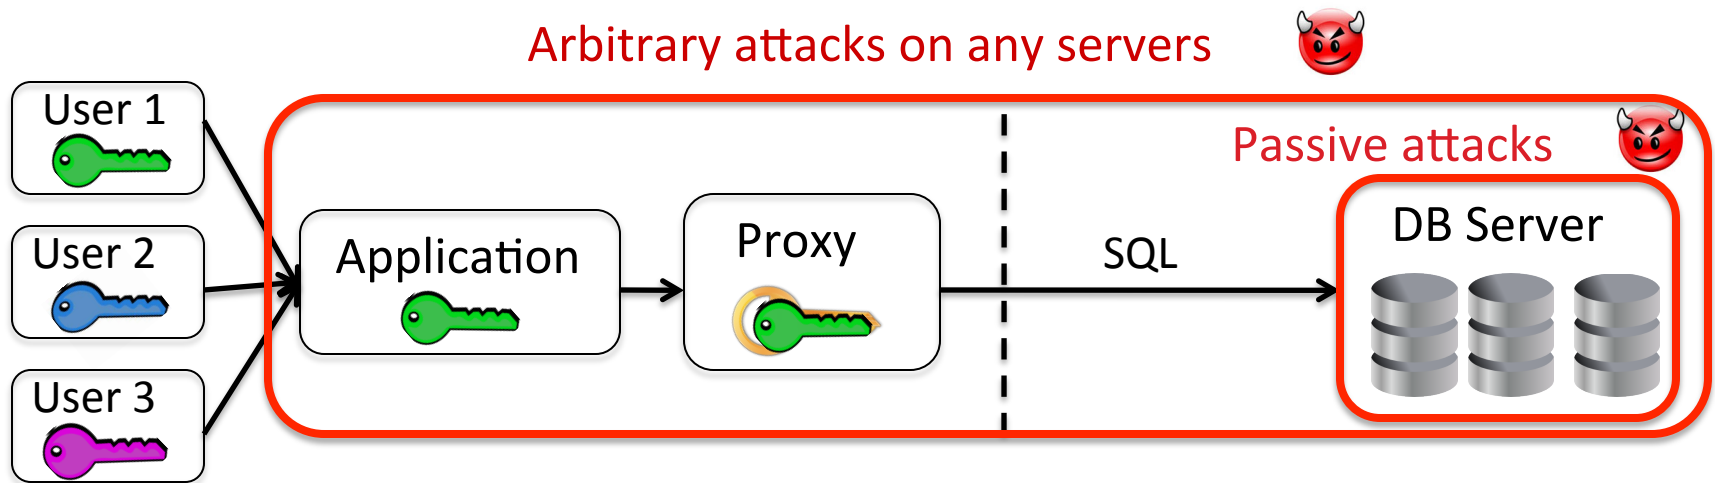 Arbitrary attacks on any servers
User 1
Passive attacks
User 2
Application
Proxy
SQL
DB Server
User 3